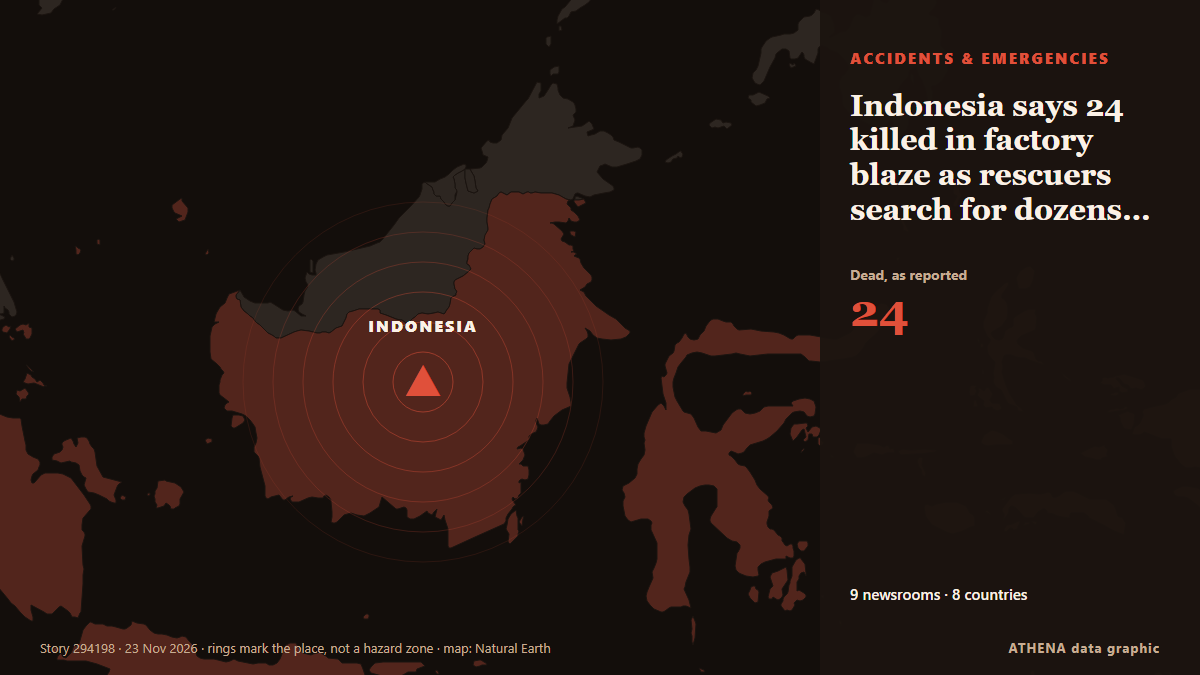 ACCIDENTS & EMERGENCIES
Indonesia says 24
killed in factory
blaze as rescuers
search for dozens…
Dead, as reported
24
INDONESIA
9 newsrooms · 8 countries
Story 294198 · 23 Nov 2026 · rings mark the place, not a hazard zone · map: Natural Earth
ATHENA data graphic